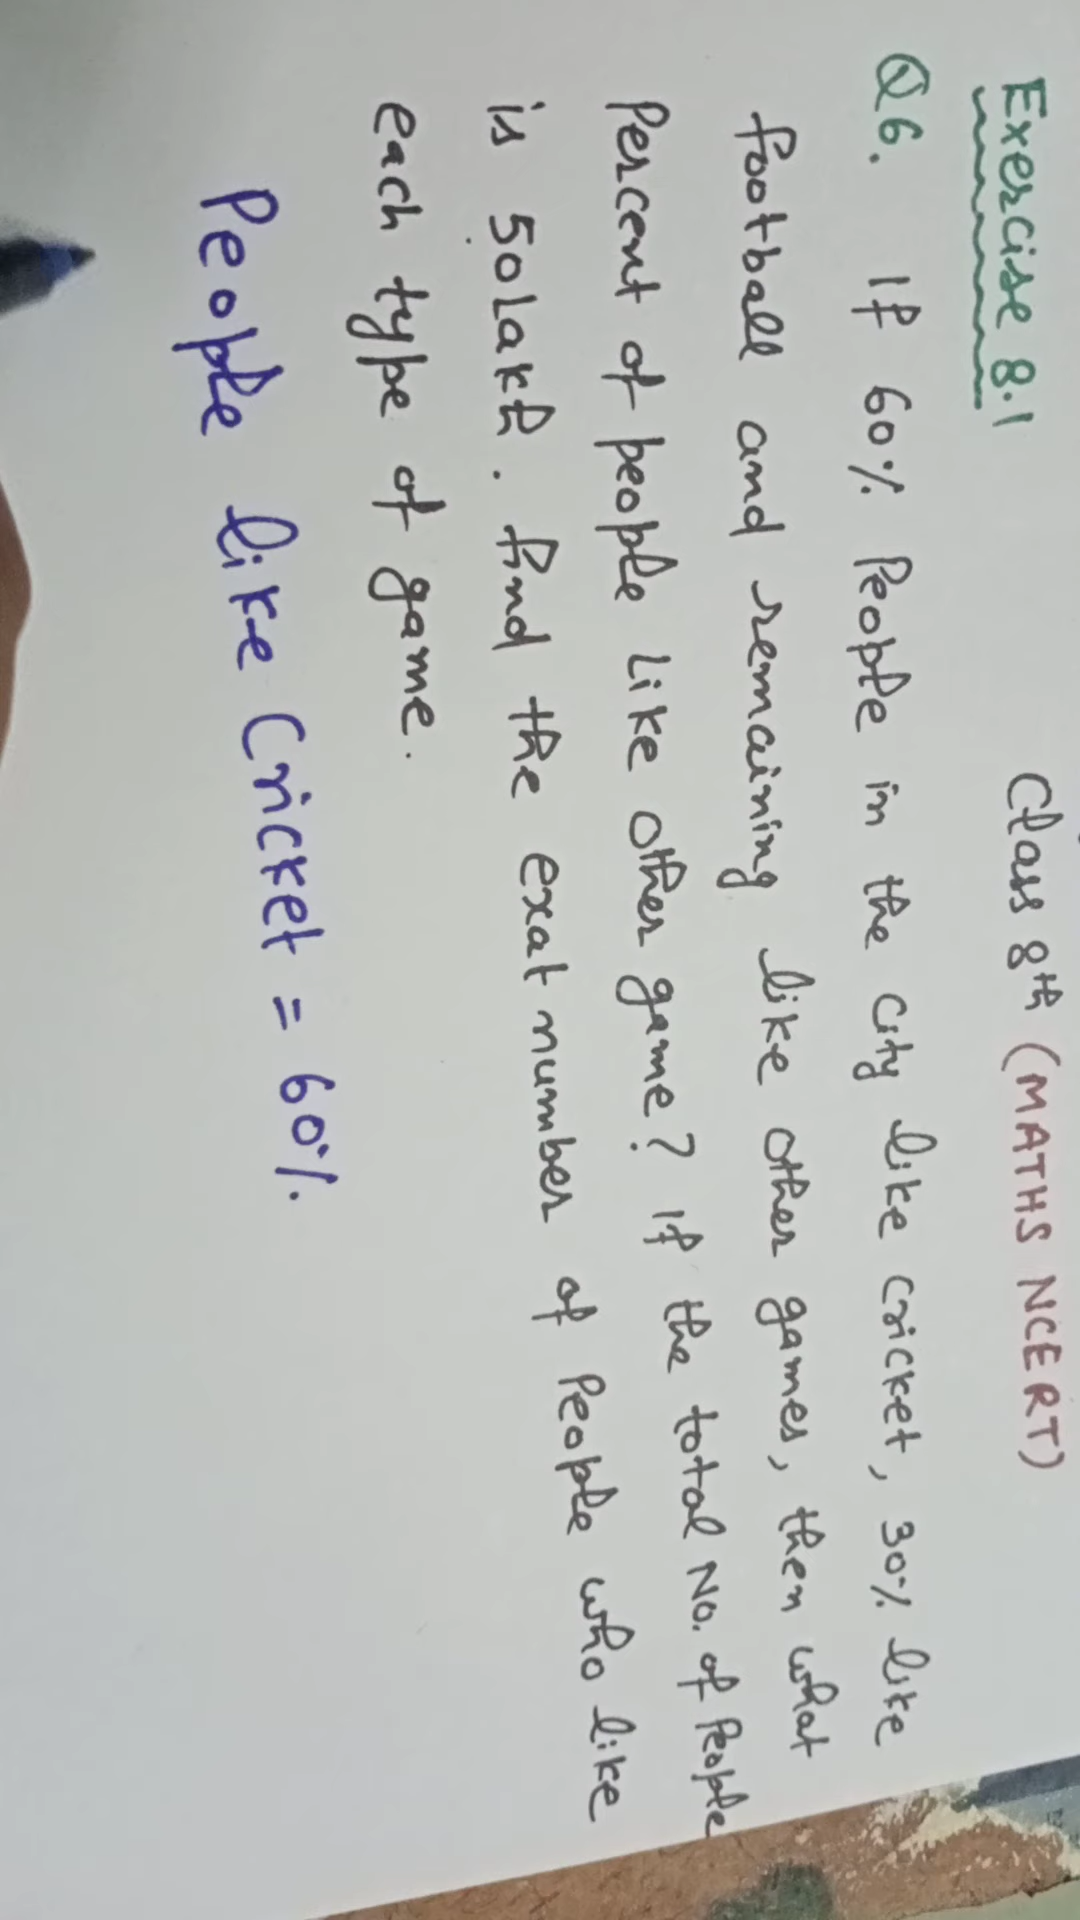 Class 8th (MATHS NCERT)
Exercise 8.1
Q6. If 60% People in the City like cricket, 30% like
football and remaining like other games, then what
Percent of people Like other game? If the total No. of People
is 50 Lakh. find the exat number of People who like
each type of game.
People like Cricket = 60%